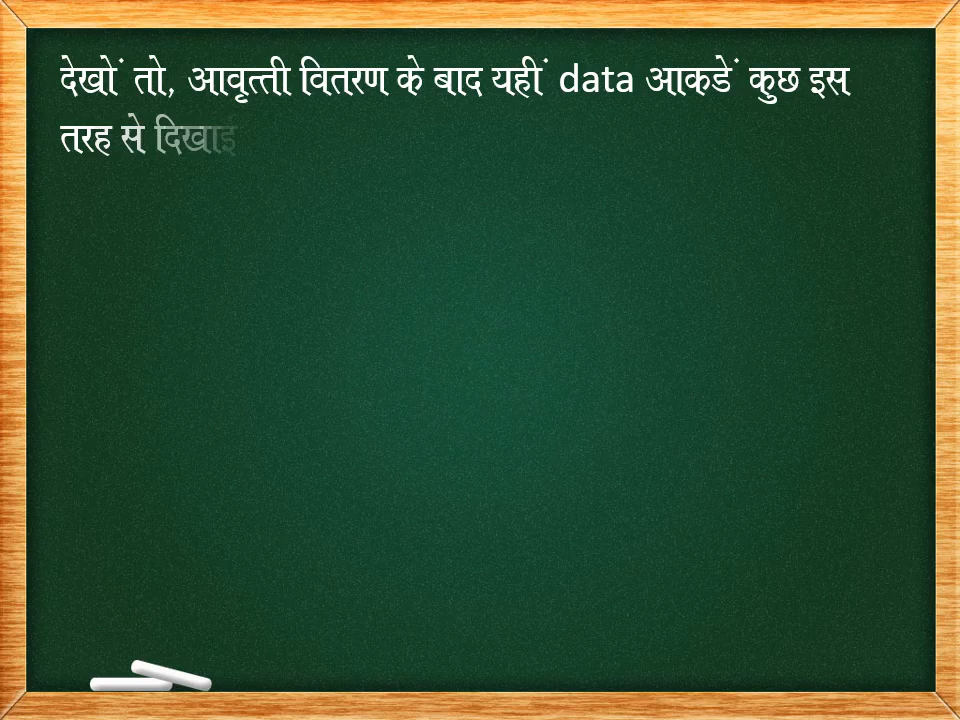 देखों तो, आवृत्ती वितरण के बाद यहीं data आकडें कुछ इस
तरह से